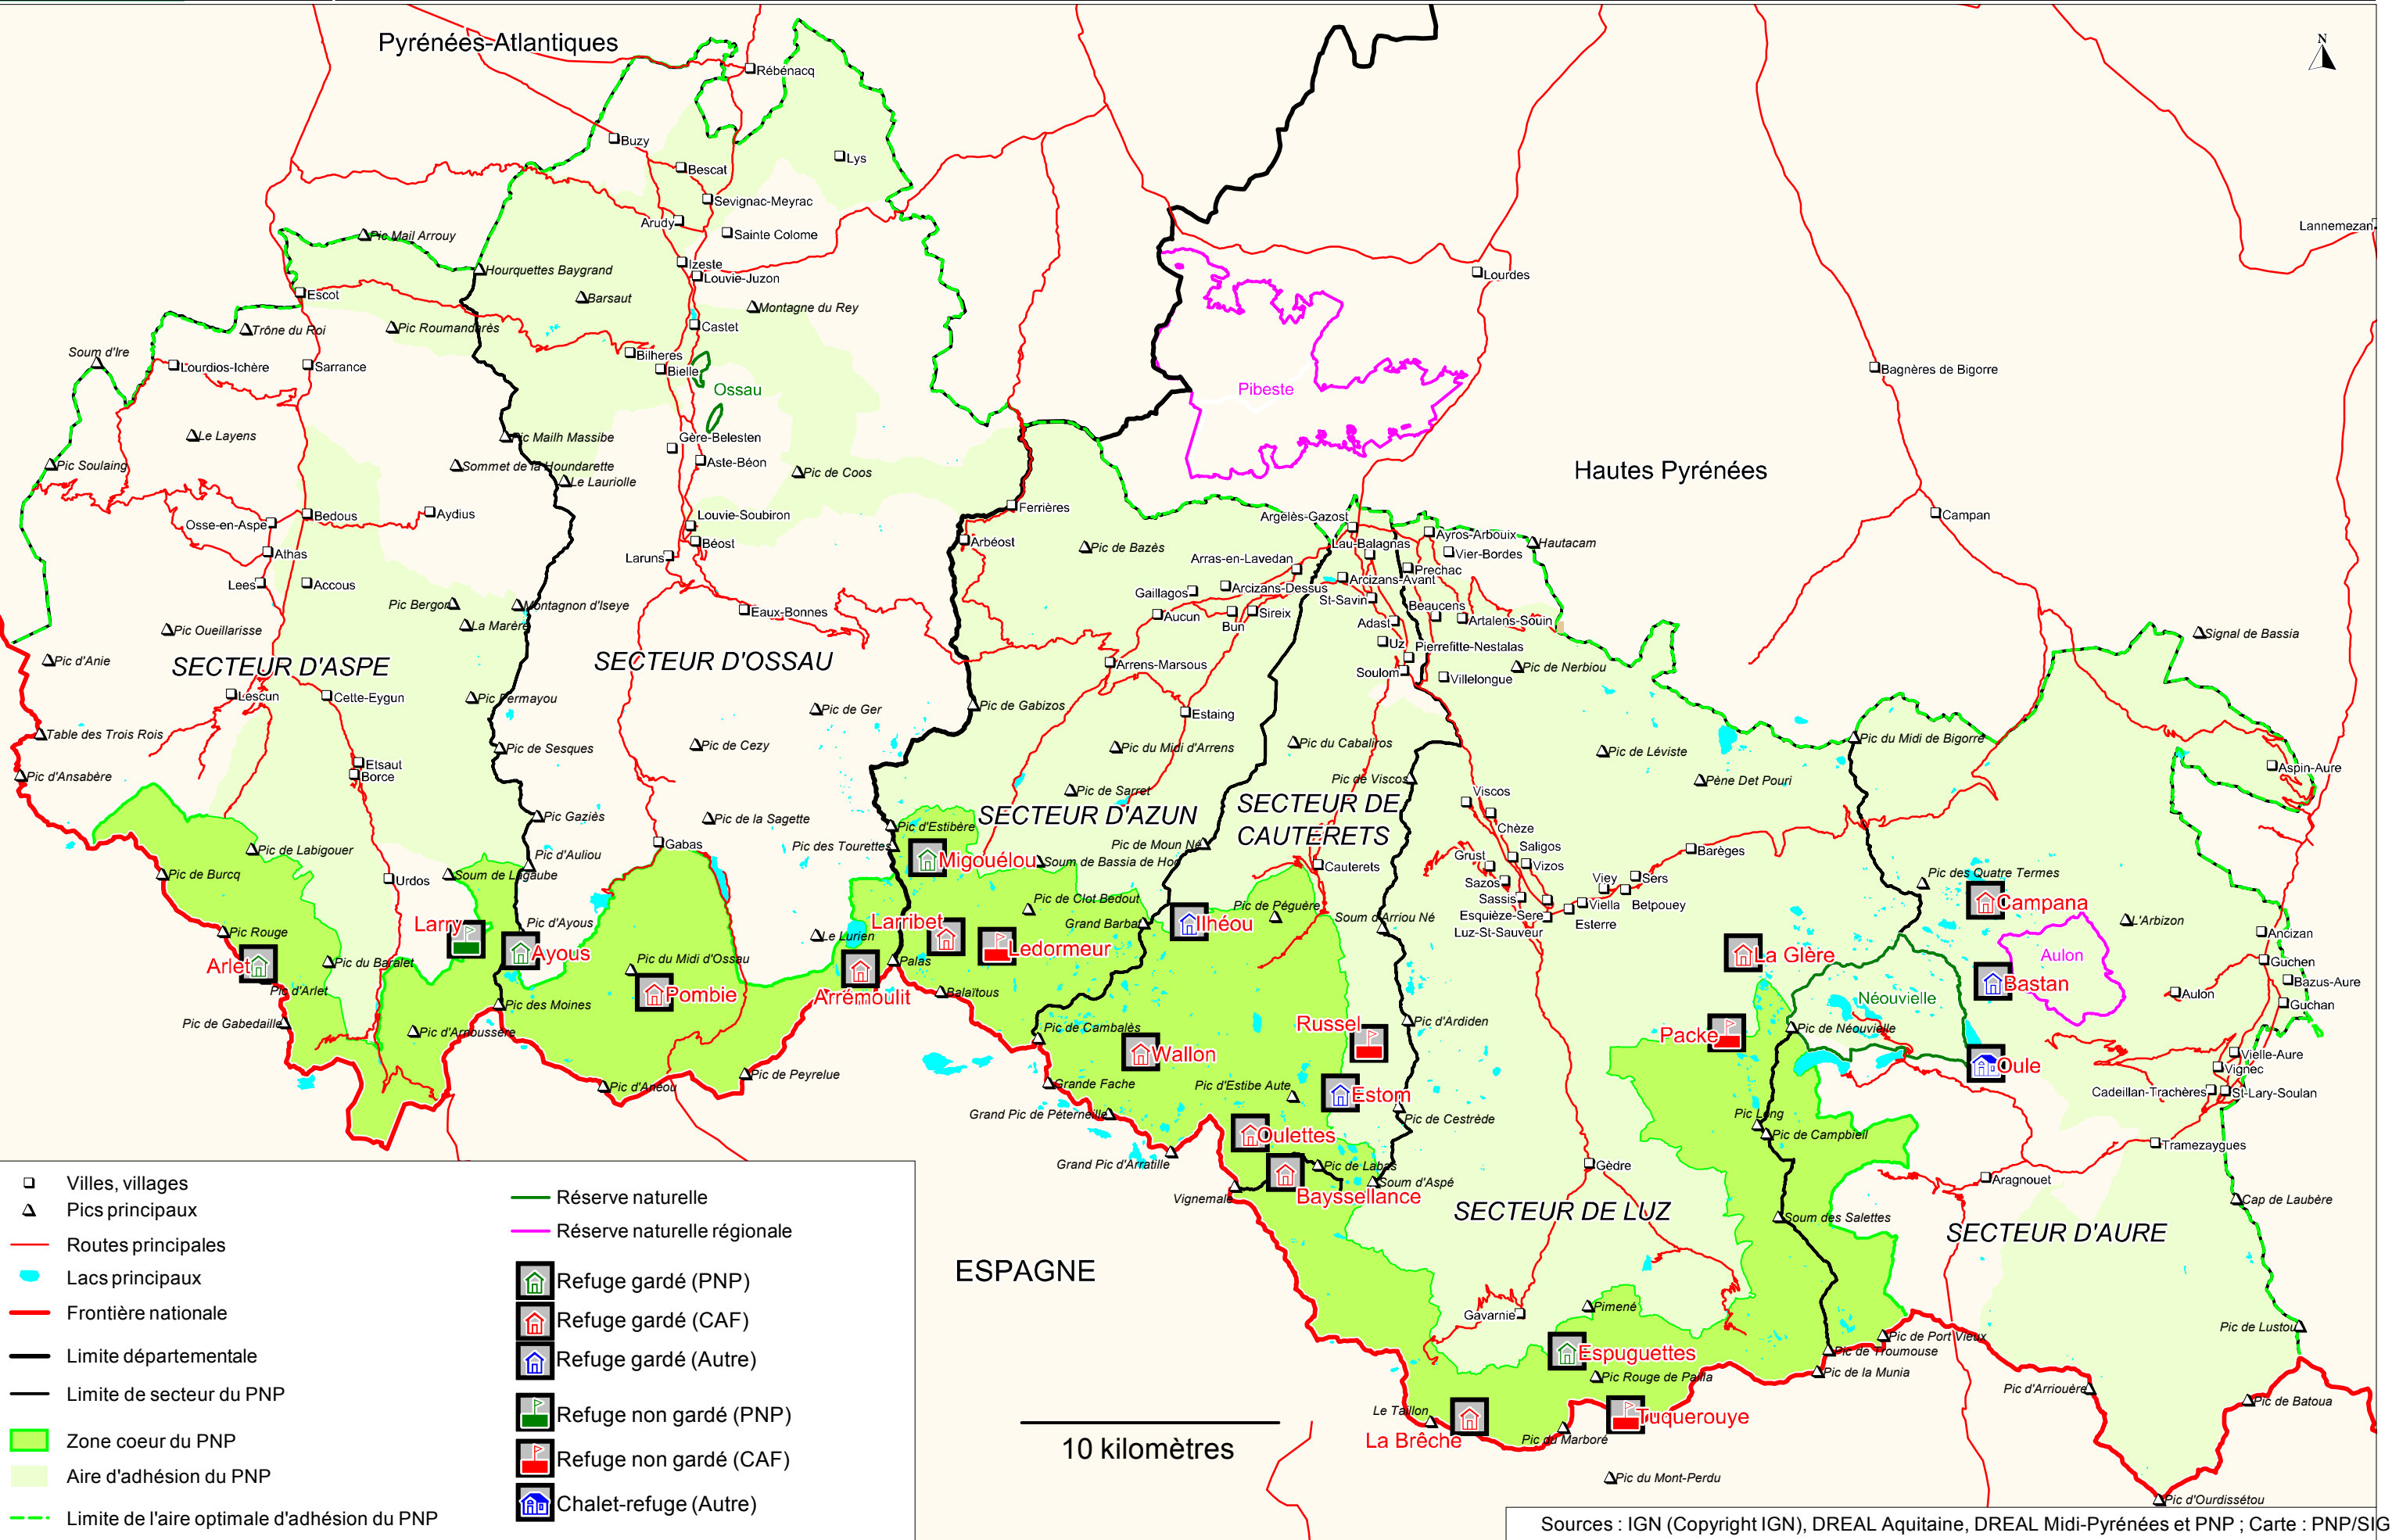 Pyrénées-Atlantiques
N
Rébénacq
Buzy
Lys
Bescat
Sevignac-Meyrac
Arudy
Sainte Colome
Lannemezan
Pic Mail Arrouy
Izeste
Hourquettes Baygrand
Louvie-Juzon
Lourdes
Escot
Barsaut
Montagne du Rey
Trône du Roi
Pic Roumandarès
Castet
Soum d'Ire
Bilheres
Lourdios-Ichère
Sarrance
Bielle
Bagnères de Bigorre
Ossau
Pibeste
Le Layens
Pic Mailh Massibe
Gère-Belesten
Pic Soulaing
Sommet de la Houndarette
Aste-Béon
Pic de Coos
Hautes Pyrénées
Le Lauriolle
Ferrières
Osse-en-Aspe
Bedous
Aydius
Louvie-Soubiron
Argelès-Gazost
Campan
Athas
Laruns
Béost
Arbéost
Pic de Bazès
Lau-Balagnas
Ayros-Arbouix
Hautacam
Vier-Bordes
Arras-en-Lavedan
Prechac
Lees
Accous
Gaillagos
Arcizans-Dessus
Arcizans-Avant
Pic Bergon
Montagnon d'Iseye
Eaux-Bonnes
Aucun
Bun
Sireix
St-Savin
Beaucens
La Marère
Adast
Artalens-Souin
Pic Oueillarisse
Signal de Bassia
Uz
Pierrefitte-Nestalas
Pic d'Anie
SECTEUR D'ASPE
SECTEUR D'OSSAU
Arrens-Marsous
Soulom
Villelongue
Pic de Nerbiou
Lescun
Cette-Eygun
Pic Permayou
Pic de Ger
Pic de Gabizos
Estaing
Table des Trois Rois
Pic de Sesques
Pic de Cezy
Pic du Midi d'Arrens
Pic du Cabaliros
Pic de Léviste
Pic du Midi de Bigorre
Etsaut
Borce
Pic d'Ansabère
Pic de Viscos
Pène Det Pouri
Aspin-Aure
Pic de Sarret
Viscos
Pic Gaziès
Pic de la Sagette
Pic d'Estibère
SECTEUR D'AZUN
SECTEUR DE
CAUTERETS
Chèze
Gabas
Pic des Tourettes
Pic de Moun Né
Saligos
Pic de Labigouer
Pic d'Auliou
Migouélou
Soum de Bassia de Hoo
Cauterets
Grust
Vizos
Barèges
Pic de Burcq
Urdos
Soum de Lagaube
Sazos
Viey
Sers
Pic des Quatre Termes
Sassis
Viella
Betpouey
Campana
Pic de Clot Bedout
Pic de Péguère
Larry
Pic d'Ayous
Larribet
Grand Barbat
Ilhéou
Soum d'Arriou Né
Esquièze-Sere
Esterre
Luz-St-Sauveur
L'Arbizon
Pic Rouge
Le Lurien
Ledormeur
Ancizan
Arlet
Pic du Baralet
Ayous
Pic du Midi d'Ossau
Palas
La Glère
Aulon
Guchen
Pic d'Arlet
Pombie
Arrémoulit
Balaïtous
Néouvielle
Bastan
Aulon
Bazus-Aure
Pic des Moines
Guchan
Pic de Gabedaille
Pic d'Arnoussère
Pic de Cambalès
Russel
Pic d'Ardiden
Packe
Pic de Néouvielle
Wallon
Vielle-Aure
Oule
Vignec
Pic d'Anéou
Pic de Peyrelue
Grande Fache
Pic d'Estibe Aute
Estom
Cadeillan-Trachères
St-Lary-Soulan
Grand Pic de Péterneille
Pic de Cestrède
Pic Long
Pic de Campbiell
Oulettes
Tramezaygues
Grand Pic d'Arratille
Pic de Labas
Gèdre
Vignemale
Bayssellance
Soum d'Aspé
Aragnouet
SECTEUR DE LUZ
Soum des Salettes
Cap de Laubère
SECTEUR D'AURE
ESPAGNE
Gavarnie
Pimené
Pic de Lustou
Pic de Port Vieux
Espuguettes
Pic de Troumouse
Pic Rouge de Pailla
Pic de la Munia
Pic d'Arriouère
Pic de Batoua
Le Taillon
La Brêche
Tuquerouye
Pic du Marboré
Pic du Mont-Perdu
Pic d'Ourdissétou
10 kilomètres
Villes, villages
Pics principaux
Routes principales
Lacs principaux
Frontière nationale
Limite départementale
Limite de secteur du PNP
Zone coeur du PNP
Aire d'adhésion du PNP
Limite de l'aire optimale d'adhésion du PNP
Réserve naturelle
Réserve naturelle régionale
Refuge gardé (PNP)
Refuge gardé (CAF)
Refuge gardé (Autre)
Refuge non gardé (PNP)
Refuge non gardé (CAF)
Chalet-refuge (Autre)
Sources : IGN (Copyright IGN), DREAL Aquitaine, DREAL Midi-Pyrénées et PNP ; Carte : PNP/SIG